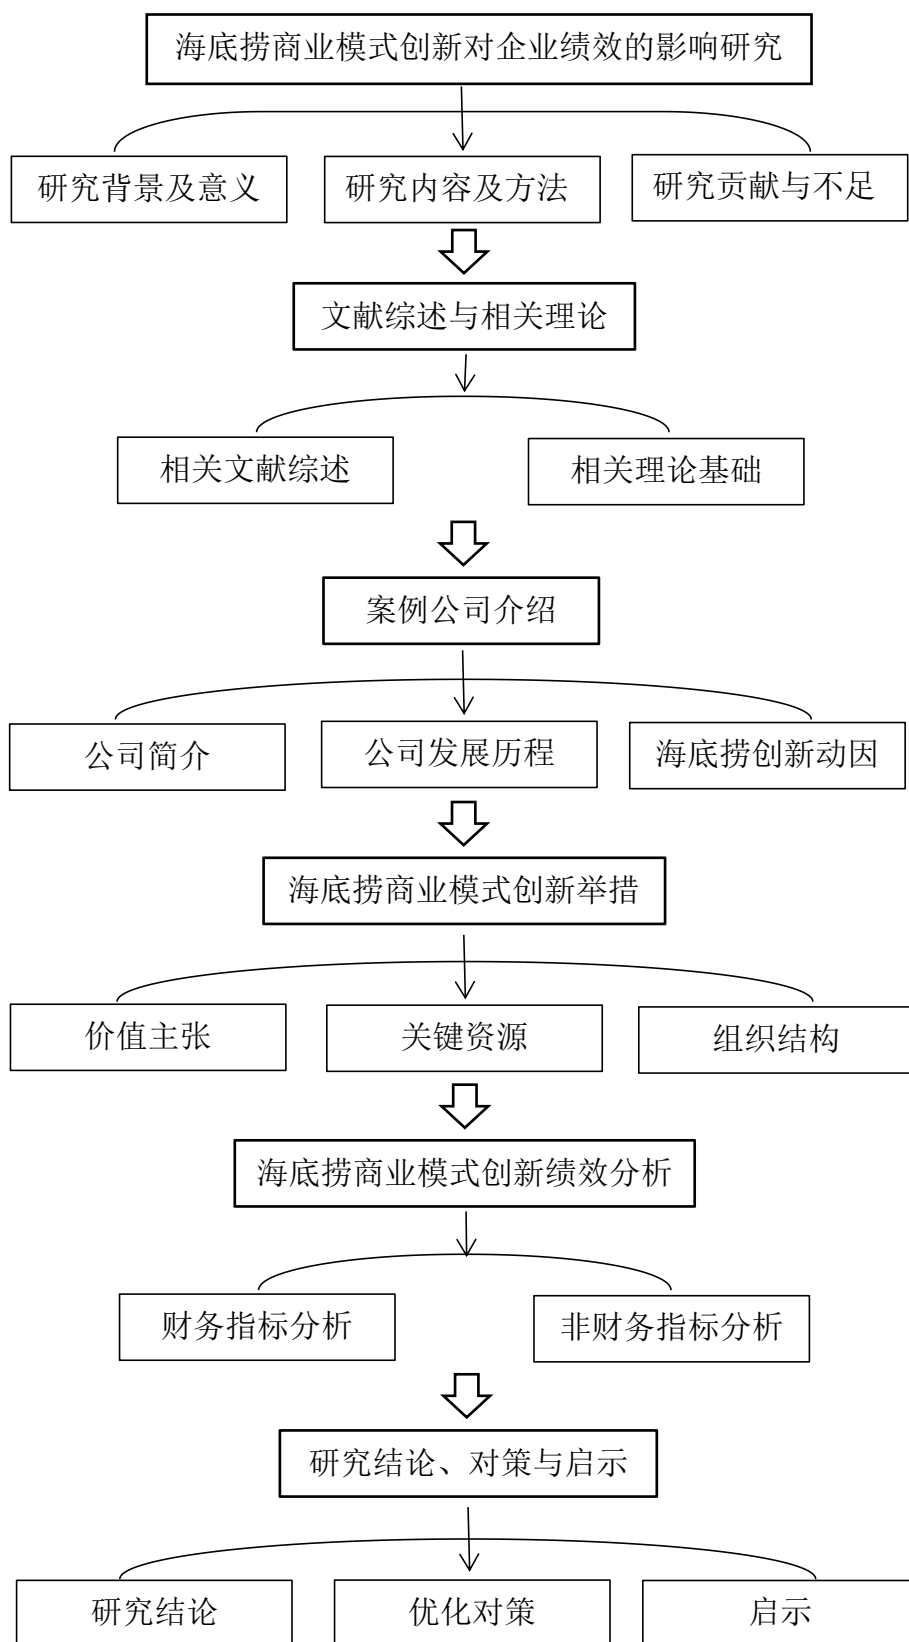 海底捞商业模式创新对企业绩效的影响研究
研究背景及意义
研究内容及方法
研究贡献与不足
文献综述与相关理论
相关文献综述
相关理论基础
案例公司介绍
公司简介
公司发展历程
海底捞创新动因
海底捞商业模式创新举措
价值主张
关键资源
组织结构
海底捞商业模式创新绩效分析
财务指标分析
非财务指标分析
研究结论、对策与启示
研究结论
优化对策
启示